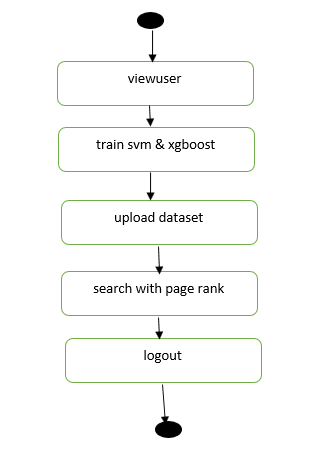 viewuser
train svm & xgboost
upload dataset
search with page rank
logout